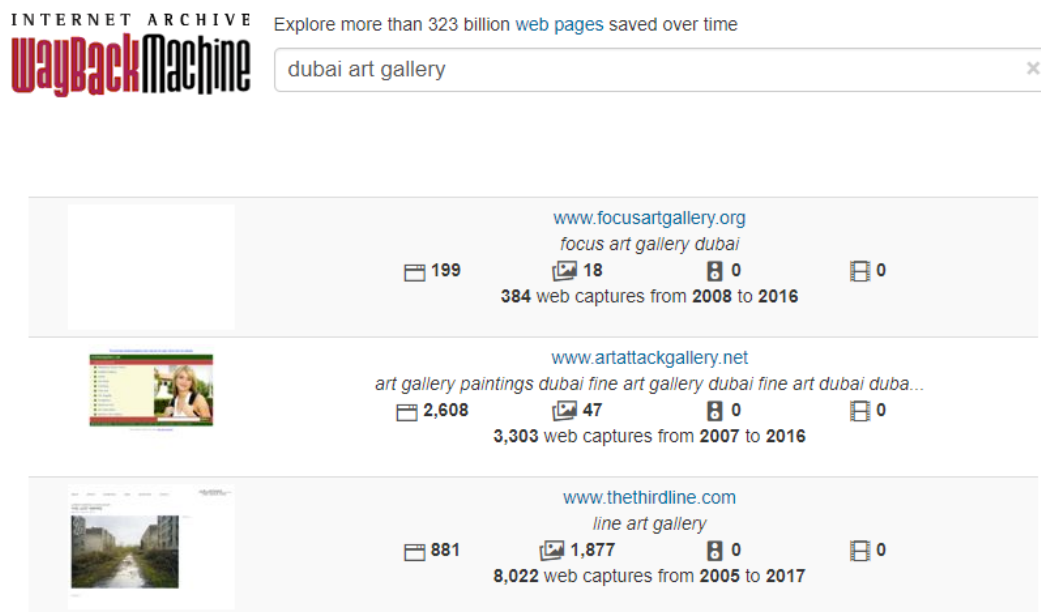 INTERNET ARCHIVE
WayBackMachine
Explore more than 323 billion web pages saved over time
dubai art gallery
www.focusartgallery.org
focus art gallery dubai
199 18 0 0
384 web captures from 2008 to 2016
www.artattackgallery.net
art gallery paintings dubai fine art gallery dubai fine art dubai duba...
2,608 47 0 0
3,303 web captures from 2007 to 2016
www.thethirdline.com
line art gallery
881 1,877 0 0
8,022 web captures from 2005 to 2017